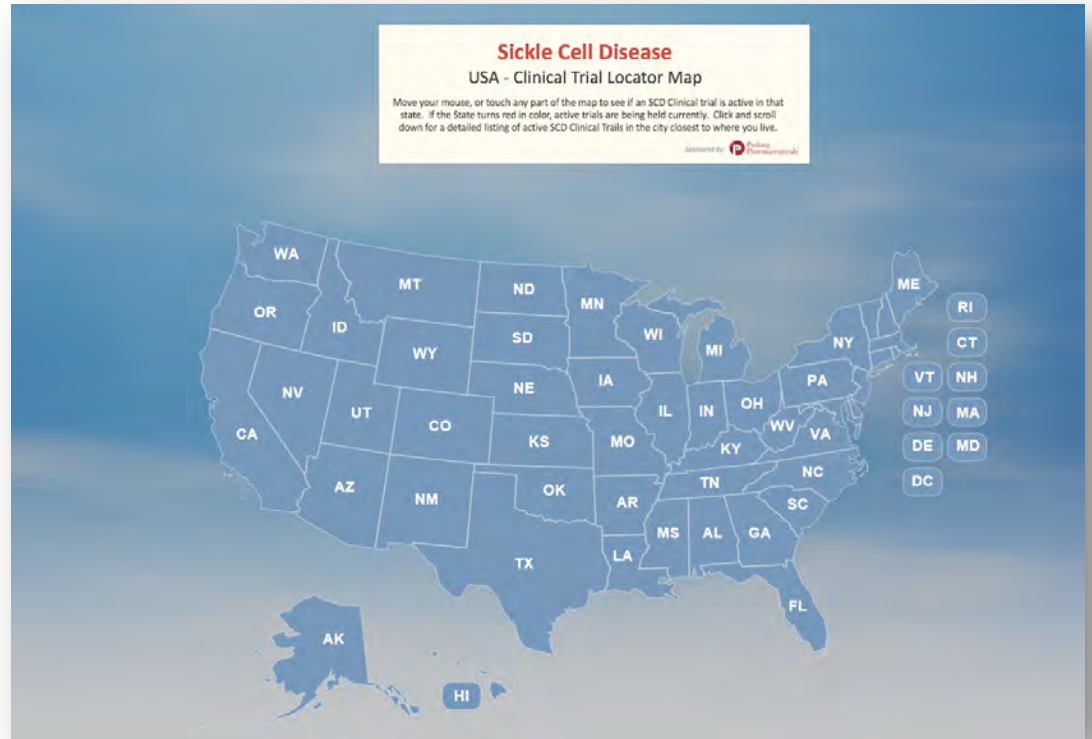 Sickle Cell Disease
USA - Clinical Trial Locator Map
Move your mouse, or touch any part of the map to see if an SCD Clinical trial is active in that
state. If the State turns red in color, active trials are being held currently. Click and scroll
down for a detailed listing of active SCD Clinical Trails in the city closest to where you live.
Sponsored by: Prolong
Pharmaceuticals
WA
MT
ND
MN
ME
RI
OR
ID
SD
WI
MI
NY
CT
WY
NE
IA
PA
VT
NH
NV
UT
CO
IL
IN
OH
NJ
MA
CA
KS
MO
KY
WV
VA
DE
MD
AZ
NM
OK
AR
TN
NC
DC
SC
TX
LA
MS
AL
GA
FL
AK
HI